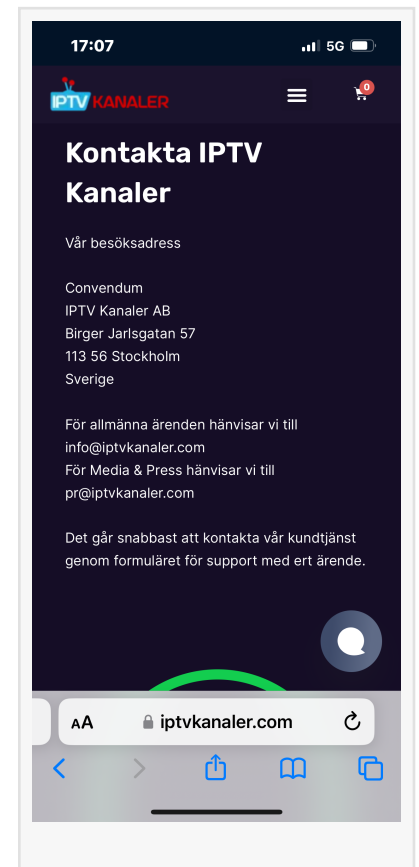 17:07
5G
IPTV KANALER
0
Kontakta IPTV
Kanaler
Vår besöksadress
Convendum
IPTV Kanaler AB
Birger Jarlsgatan 57
113 56 Stockholm
Sverige
För allmänna ärenden hänvisar vi till
info@iptvkanaler.com
För Media & Press hänvisar vi till
pr@iptvkanaler.com
Det går snabbast att kontakta vår kundtjänst
genom formuläret för support med ert ärende.
AA
iptvkanaler.com